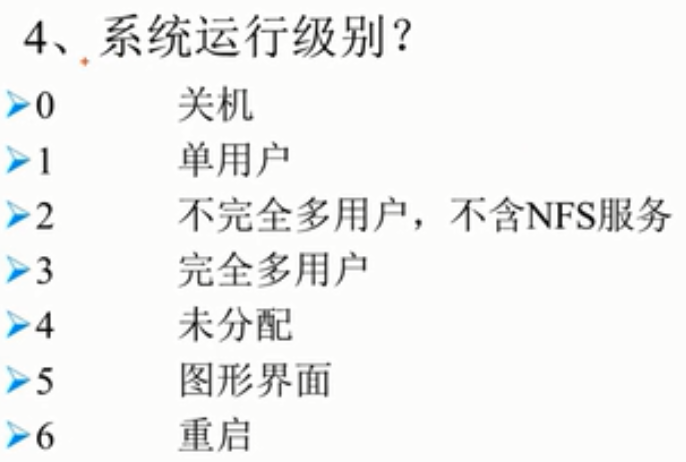 4、系统运行级别？
0 关机
1 单用户
2 不完全多用户，不含NFS服务
3 完全多用户
4 未分配
5 图形界面
6 重启